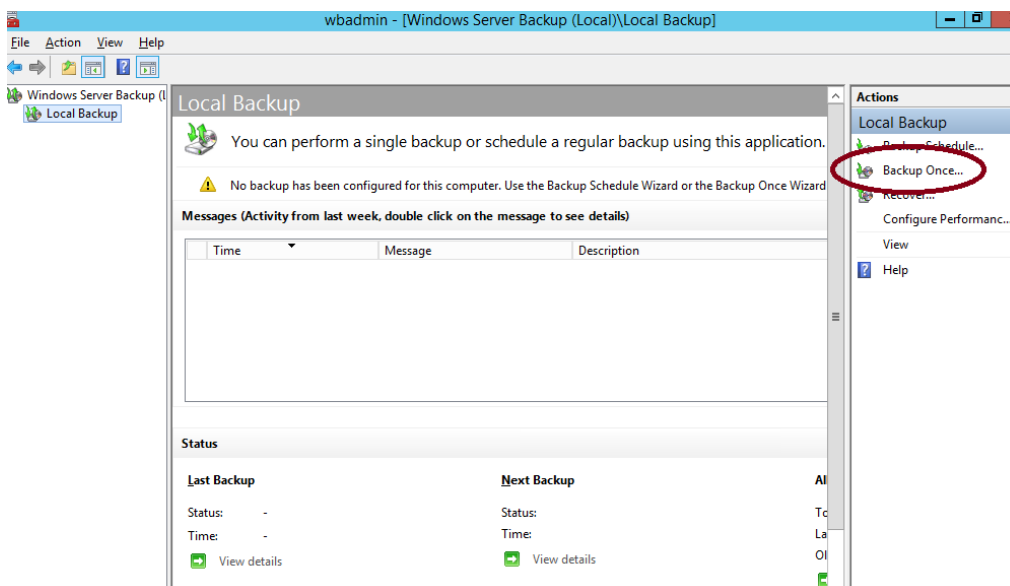 wbadmin - [Windows Server Backup (Local)\Local Backup]
File Action View Help
Windows Server Backup (L
Local Backup
Local Backup
You can perform a single backup or schedule a regular backup using this application.
No backup has been configured for this computer. Use the Backup Schedule Wizard or the Backup Once Wizard
Messages (Activity from last week, double click on the message to see details)
Time Message Description
Status
Last Backup Next Backup Al
Status: - Status: To
Time: - Time: La
View details View details Ol
Actions
Local Backup
Backup Schedule...
Backup Once...
Recover...
Configure Performanc...
View
Help